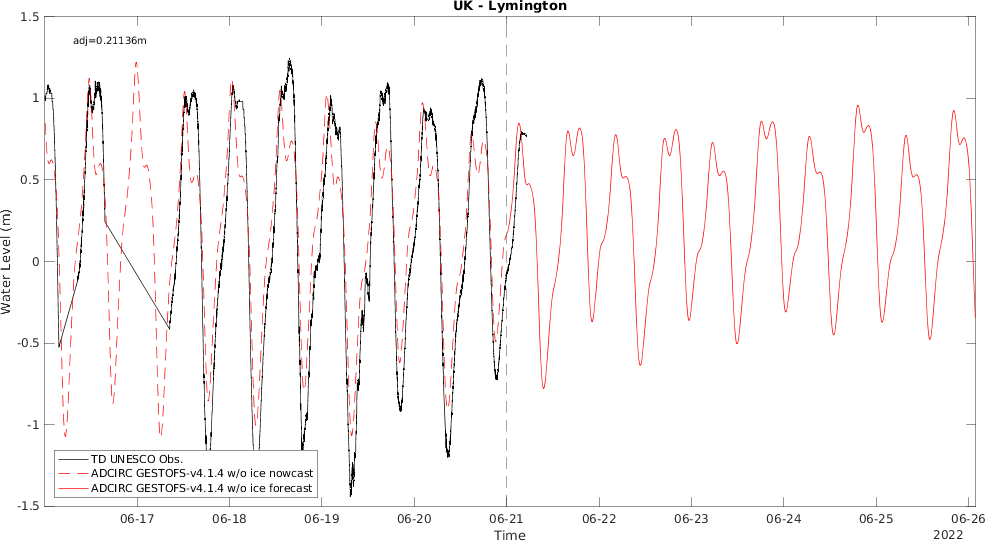 UK - Lymington
adj=0.21136m
Water Level (m)
1.5
1
0.5
0
-0.5
-1
-1.5
TD UNESCO Obs.
ADCIRC GESTOFS-v4.1.4 w/o ice nowcast
ADCIRC GESTOFS-v4.1.4 w/o ice forecast
06-17 06-18 06-19 06-20 06-21 06-22 06-23 06-24 06-25 06-26
Time
2022